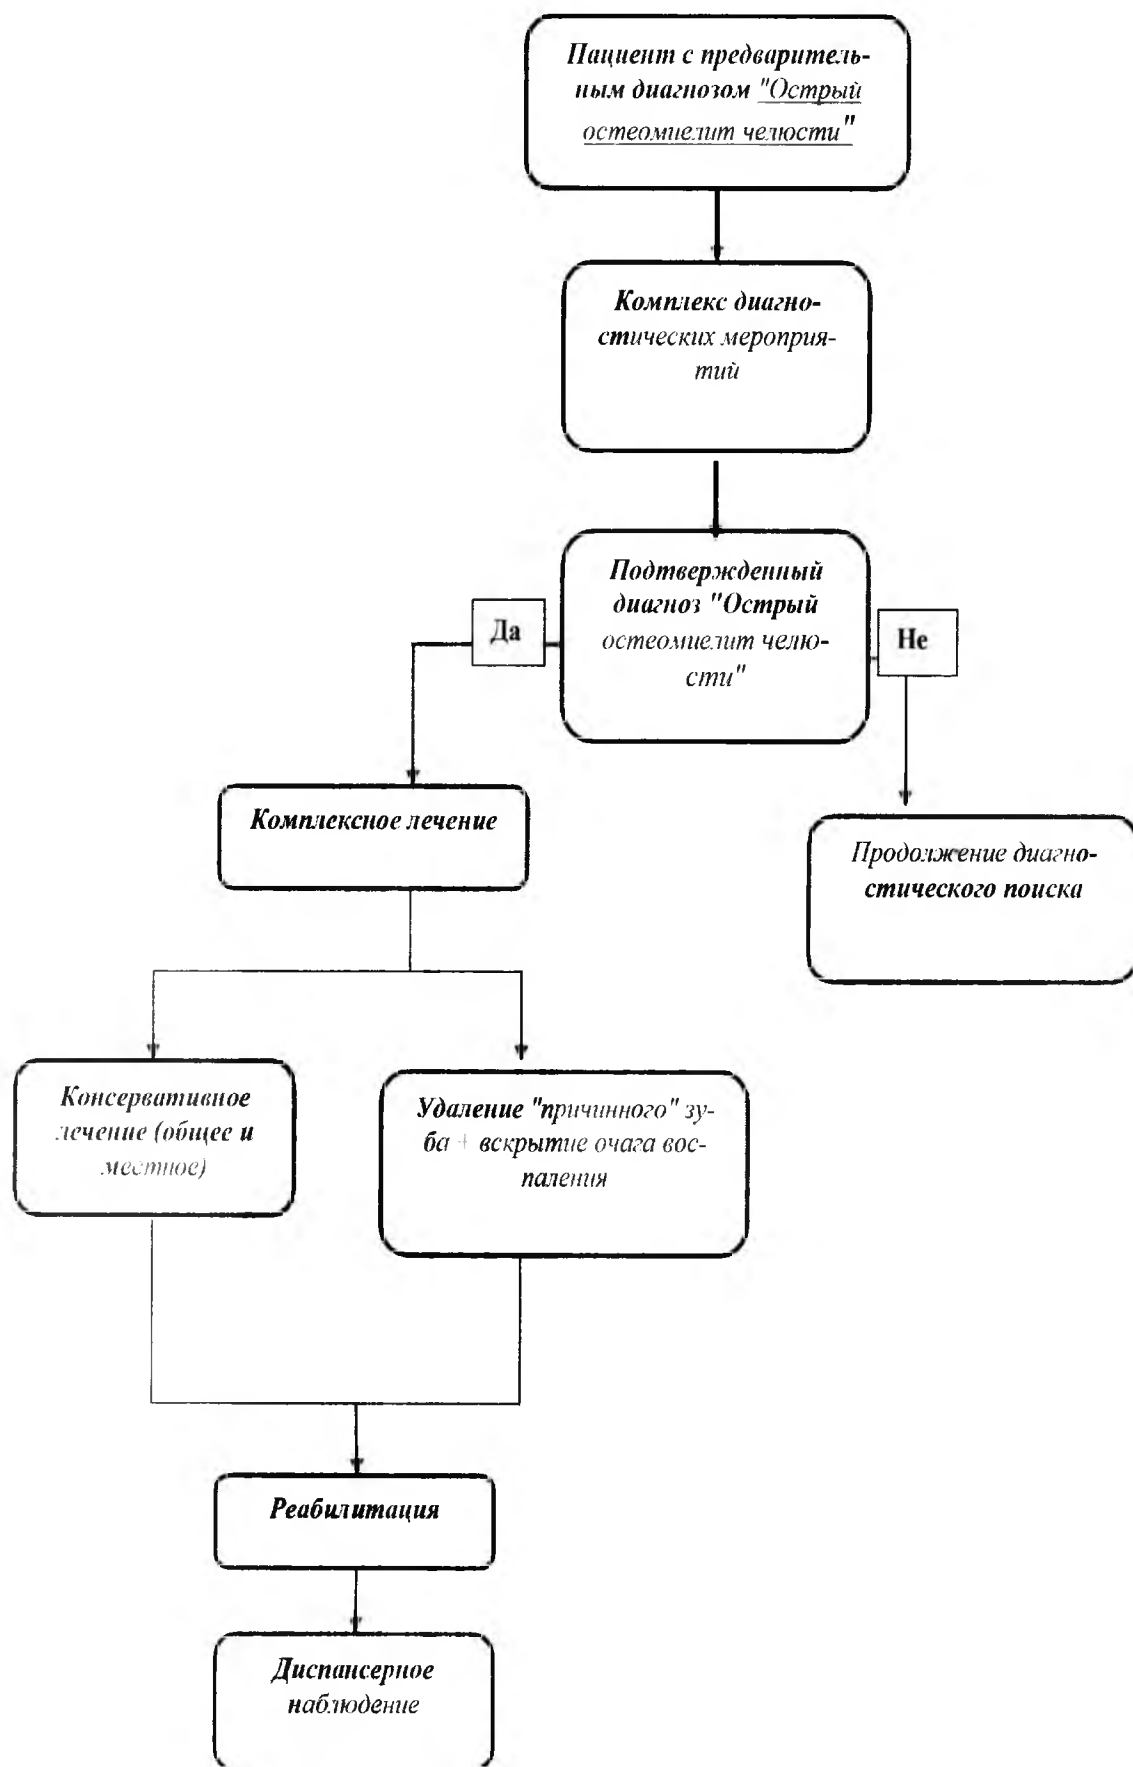 Пациент с предваритель-
ным диагнозом "Острый
остеомиелит челюсти"
Комплекс диагно-
стических мероприя-
тий
Подтвержденный
диагноз "Острый
остеомиелит челю-
сти"
Да
Не
Комплексное лечение
Продолжение диагно-
стического поиска
Консервативное
лечение (общее и
местное)
Удаление "причинного" зу-
ба + вскрытие очага вос-
паления
Реабилитация
Диспансерное
наблюдение